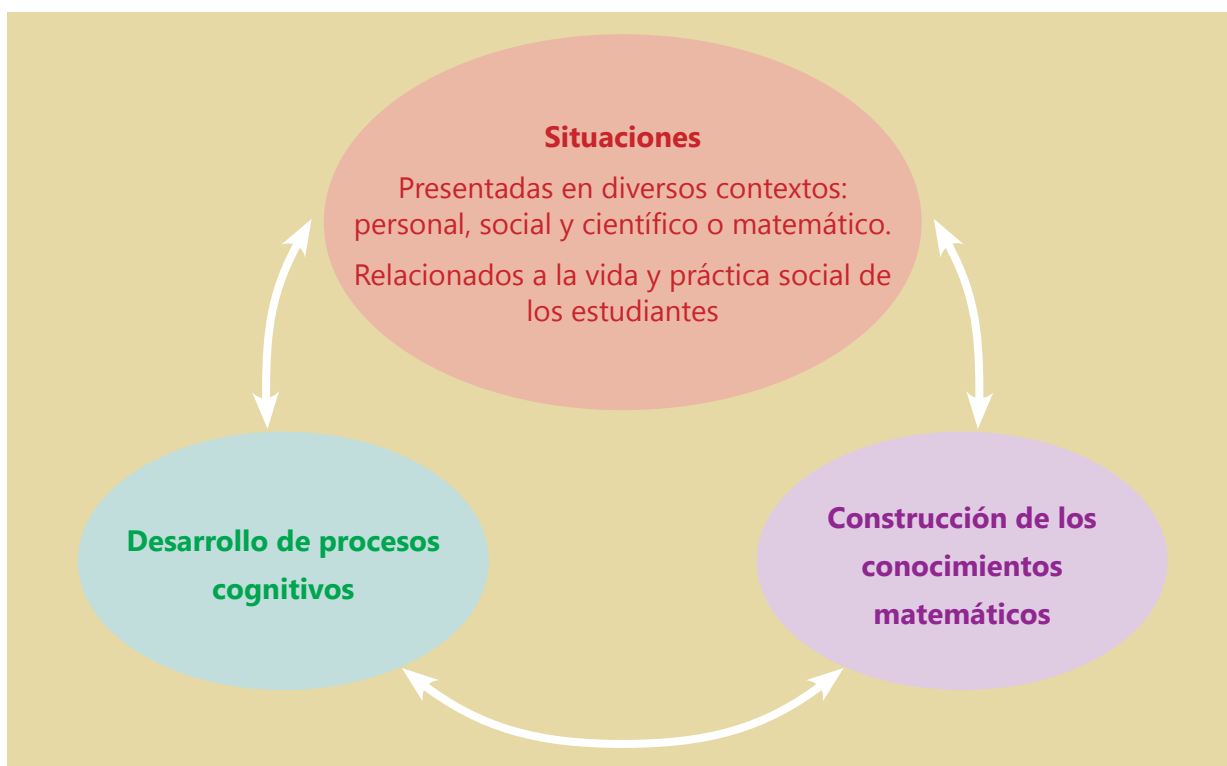 Situaciones
Presentadas en diversos contextos:
personal, social y científico o matemático.
Relacionados a la vida y práctica social de
los estudiantes
Desarrollo de procesos
cognitivos
Construcción de los
conocimientos
matemáticos